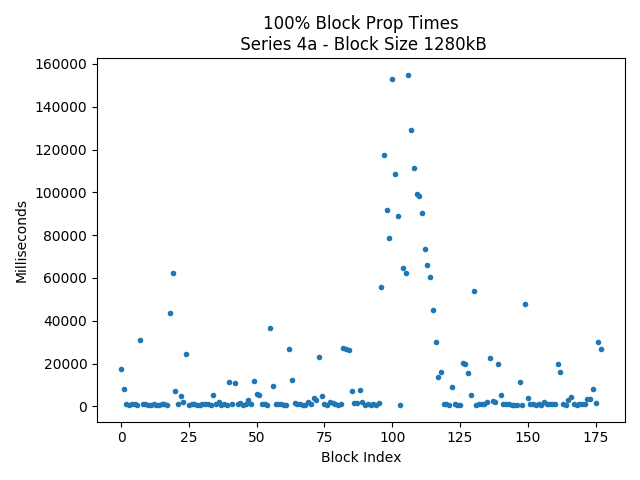 100% Block Prop Times
Series 4a - Block Size 1280kB
160000
140000
120000
100000
80000
60000
40000
20000
0
Milliseconds
0 25 50 75 100 125 150 175
Block Index